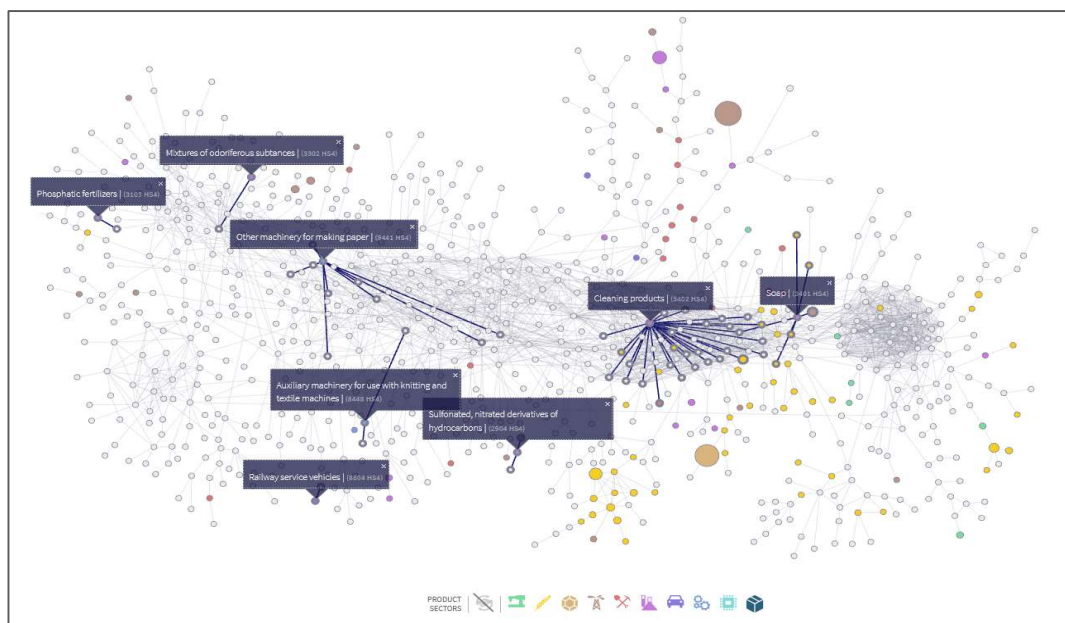 Mixtures of odoriferous subtances | (3302 HS4)
Phosphatic fertilizers | (3103 HS4)
Other machinery for making paper | (8441 HS4)
Cleaning products | (3402 HS4)
Soap | (3401 HS4)
Auxiliary machinery for use with knitting and
textile machines | (8448 HS4)
Sulfonated, nitrated derivatives of
hydrocarbons | (2904 HS4)
Railway service vehicles | (8604 HS4)
PRODUCT
SECTORS